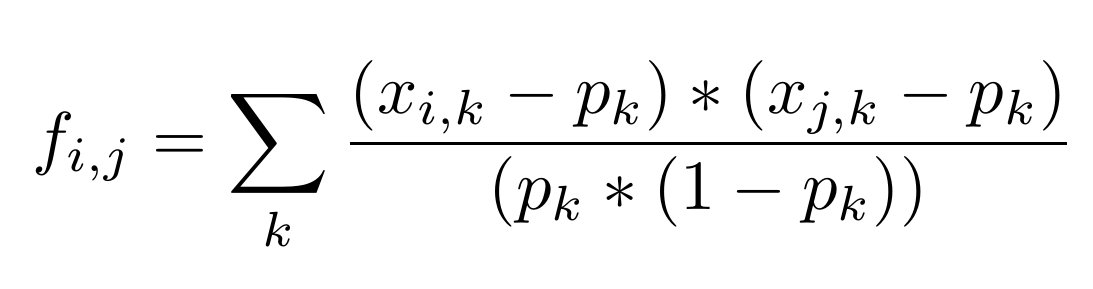 f_{i,j} = \sum_{k} \frac{(x_{i,k} - p_k) * (x_{j,k} - p_k)}{(p_k * (1 - p_k))}